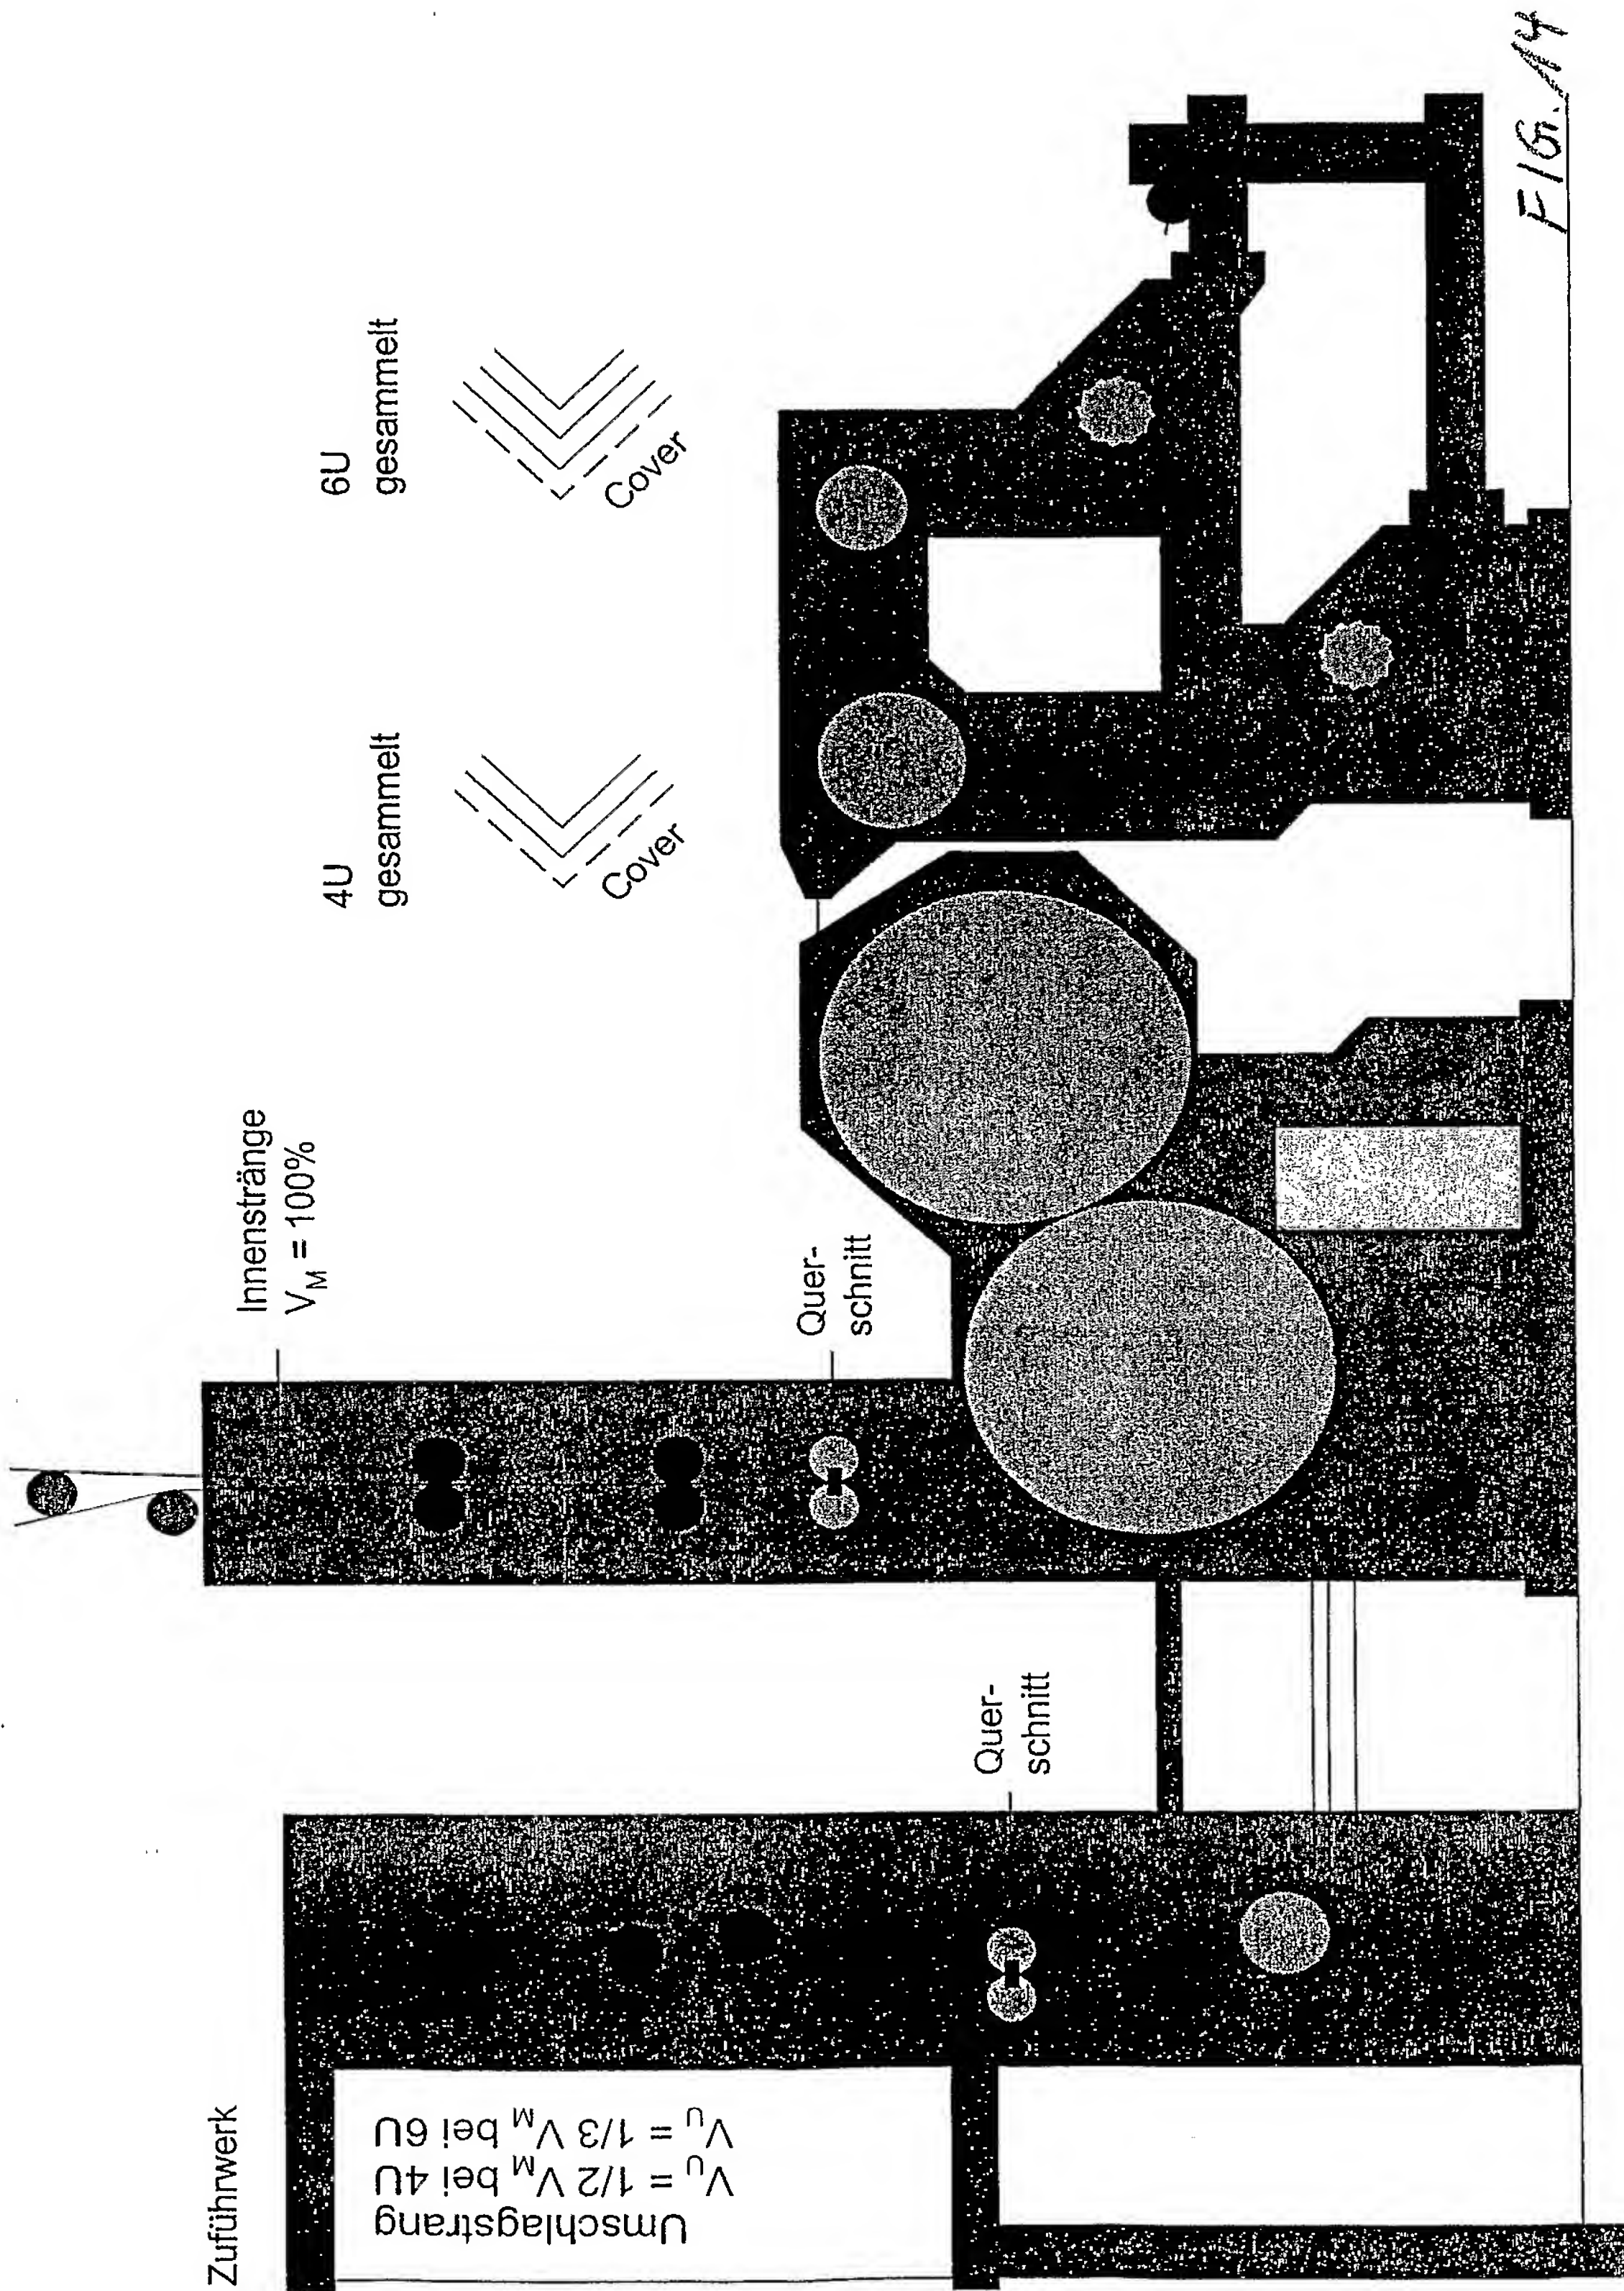 Zuführwerk
Umschlagstrang
V_U = 1/2 V_M bei 4U
V_U = 1/3 V_M bei 6U
Quer-
schnitt
Innenstränge
V_M = 100%
Quer-
schnitt
4U
gesammelt
Cover
6U
gesammelt
Cover
FIG. 14